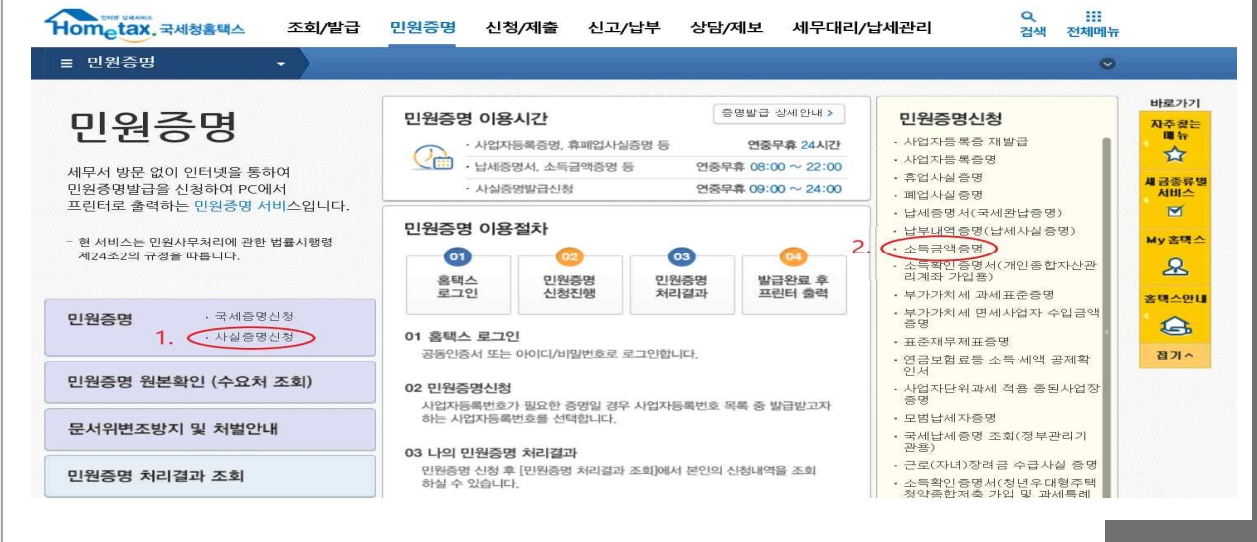 인터넷 납세서비스
Hometax. 국세청홈택스
조회/발급 민원증명 신청/제출 신고/납부 상담/제보 세무대리/납세관리
검색 전체메뉴
≡ 민원증명
민원증명
세무서 방문 없이 인터넷을 통하여
민원증명발급을 신청하여 PC에서
프린터로 출력하는 민원증명 서비스입니다.
- 현 서비스는 민원사무처리에 관한 법률시행령
제24조2의 규정을 따릅니다.
민원증명
· 국세증명신청
1. · 사실증명신청
민원증명 원본확인 (수요처 조회)
문서위변조방지 및 처벌안내
민원증명 처리결과 조회
민원증명 이용시간
증명발급 상세안내 >
· 사업자등록증명, 휴폐업사실증명 등 연중무휴 24시간
· 납세증명서, 소득금액증명 등 연중무휴 08:00 ~ 22:00
· 사실증명발급신청 연중무휴 09:00 ~ 24:00
민원증명 이용절차
01 02 03 04
홈택스 민원증명 민원증명 발급완료 후
로그인 신청진행 처리결과 프린터 출력
01 홈택스 로그인
공동인증서 또는 아이디/비밀번호로 로그인합니다.
02 민원증명신청
사업자등록번호가 필요한 증명일 경우 사업자등록번호 목록 중 발급받고자
하는 사업자등록번호를 선택합니다.
03 나의 민원증명 처리결과
민원증명 신청 후 [민원증명 처리결과 조회]에서 본인의 신청내역을 조회
하실 수 있습니다.
민원증명신청
· 사업자등록증 재발급
· 사업자등록증명
· 휴업사실증명
· 폐업사실증명
· 납세증명서(국세완납증명)
· 납부내역증명(납세사실증명)
2. · 소득금액증명
· 소득확인증명서(개인종합자산관
리계좌 가입용)
· 부가가치세 과세표준증명
· 부가가치세 면세사업자 수입금액
증명
· 표준재무제표증명
· 연금보험료등 소득·세액 공제확
인서
· 사업자단위과세 적용 종된사업장
증명
· 모범납세자증명
· 국세납세증명 조회(정부관리기
관용)
· 근로(자녀)장려금 수급사실 증명
· 소득확인증명서(청년우대형주택
청약종합저축 가입 및 과세특례
바로가기
자주찾는
메뉴
세금종류별
서비스
My홈택스
홈택스안내
접기 ^